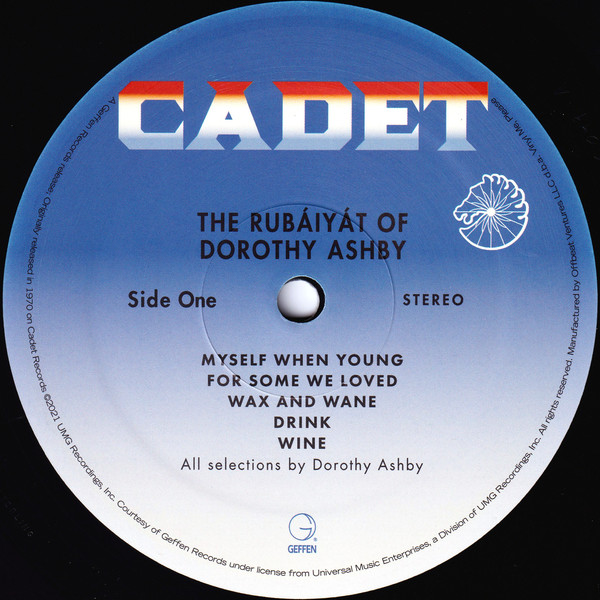 CADET
THE RUBÁIYÁT OF
DOROTHY ASHBY
Side One
STEREO
MYSELF WHEN YOUNG
FOR SOME WE LOVED
WAX AND WANE
DRINK
WINE
All selections by Dorothy Ashby
GEFFEN
A Geffen Records release; Originally released in 1970 on Cadet Records ©2021 UMG Recordings, Inc. Courtesy of Geffen Records under license from Universal Music Enterprises, a Division of UMG Recordings, Inc. All rights reserved. Manufactured by Offbeat Ventures LLC d.b.a. Vinyl Me, Please